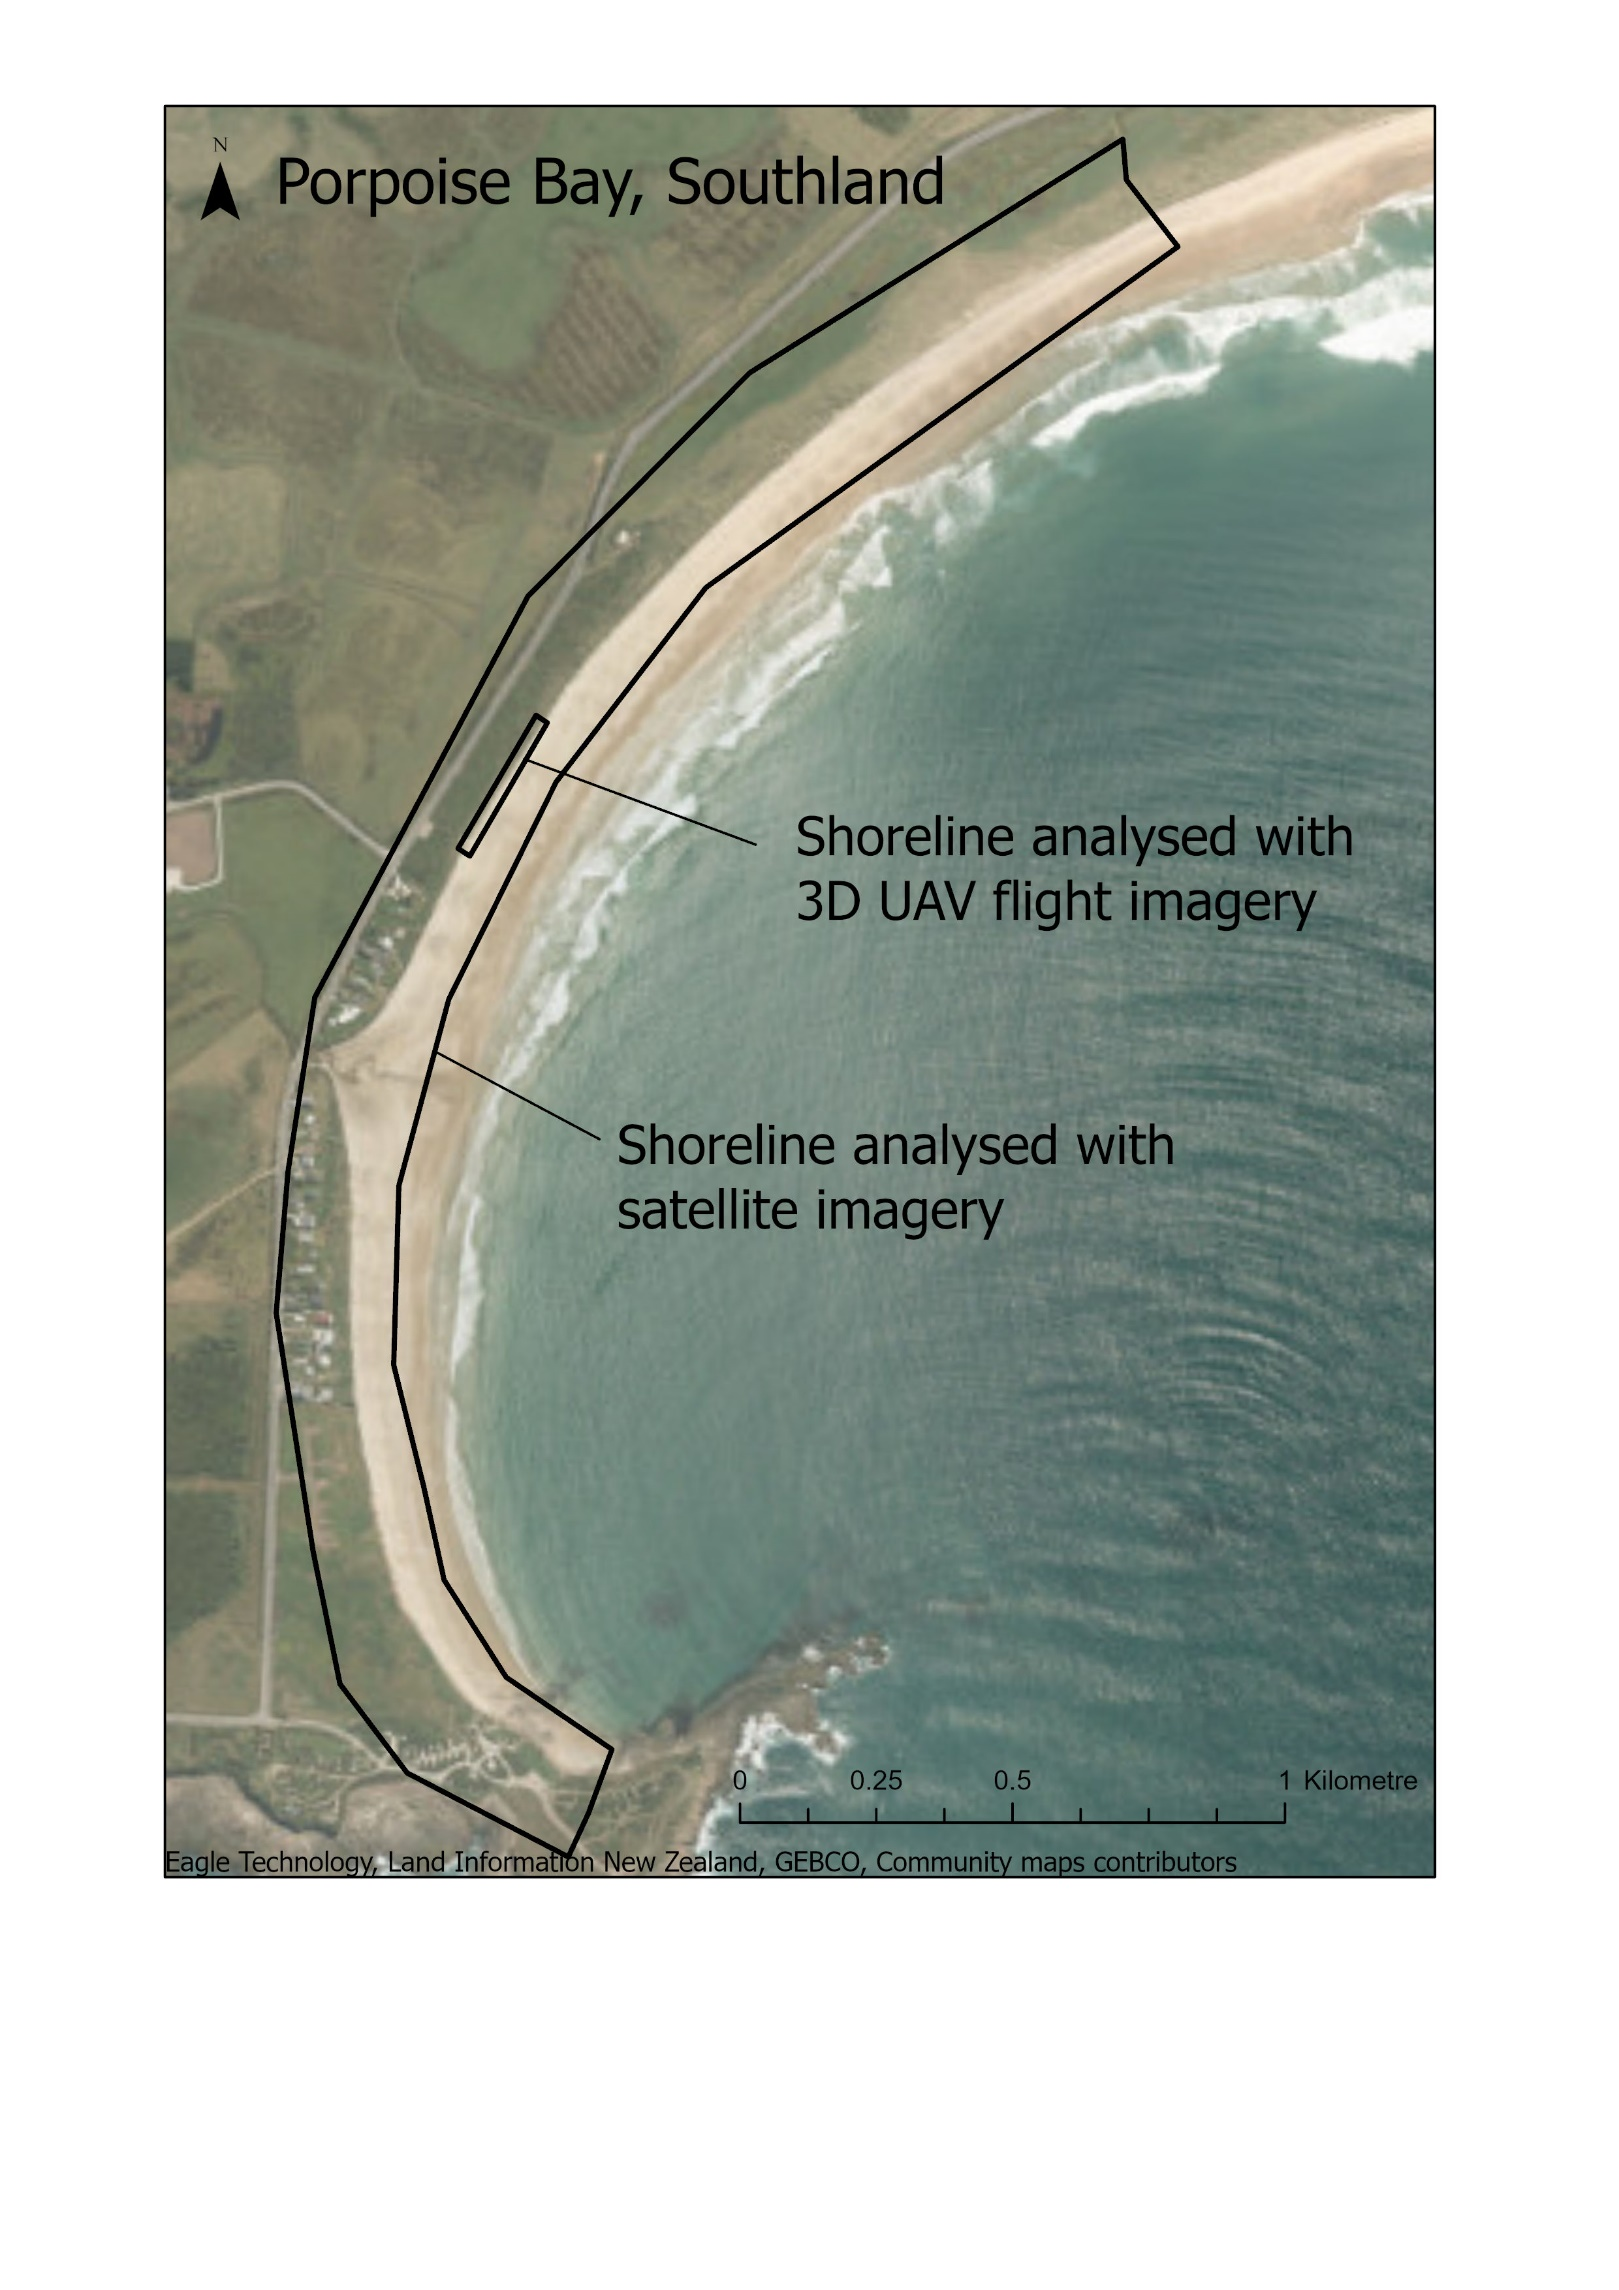 N
Porpoise Bay, Southland
Shoreline analysed with
3D UAV flight imagery
Shoreline analysed with
satellite imagery
0 0.25 0.5 1 Kilometre
Eagle Technology, Land Information New Zealand, GEBCO, Community maps contributors